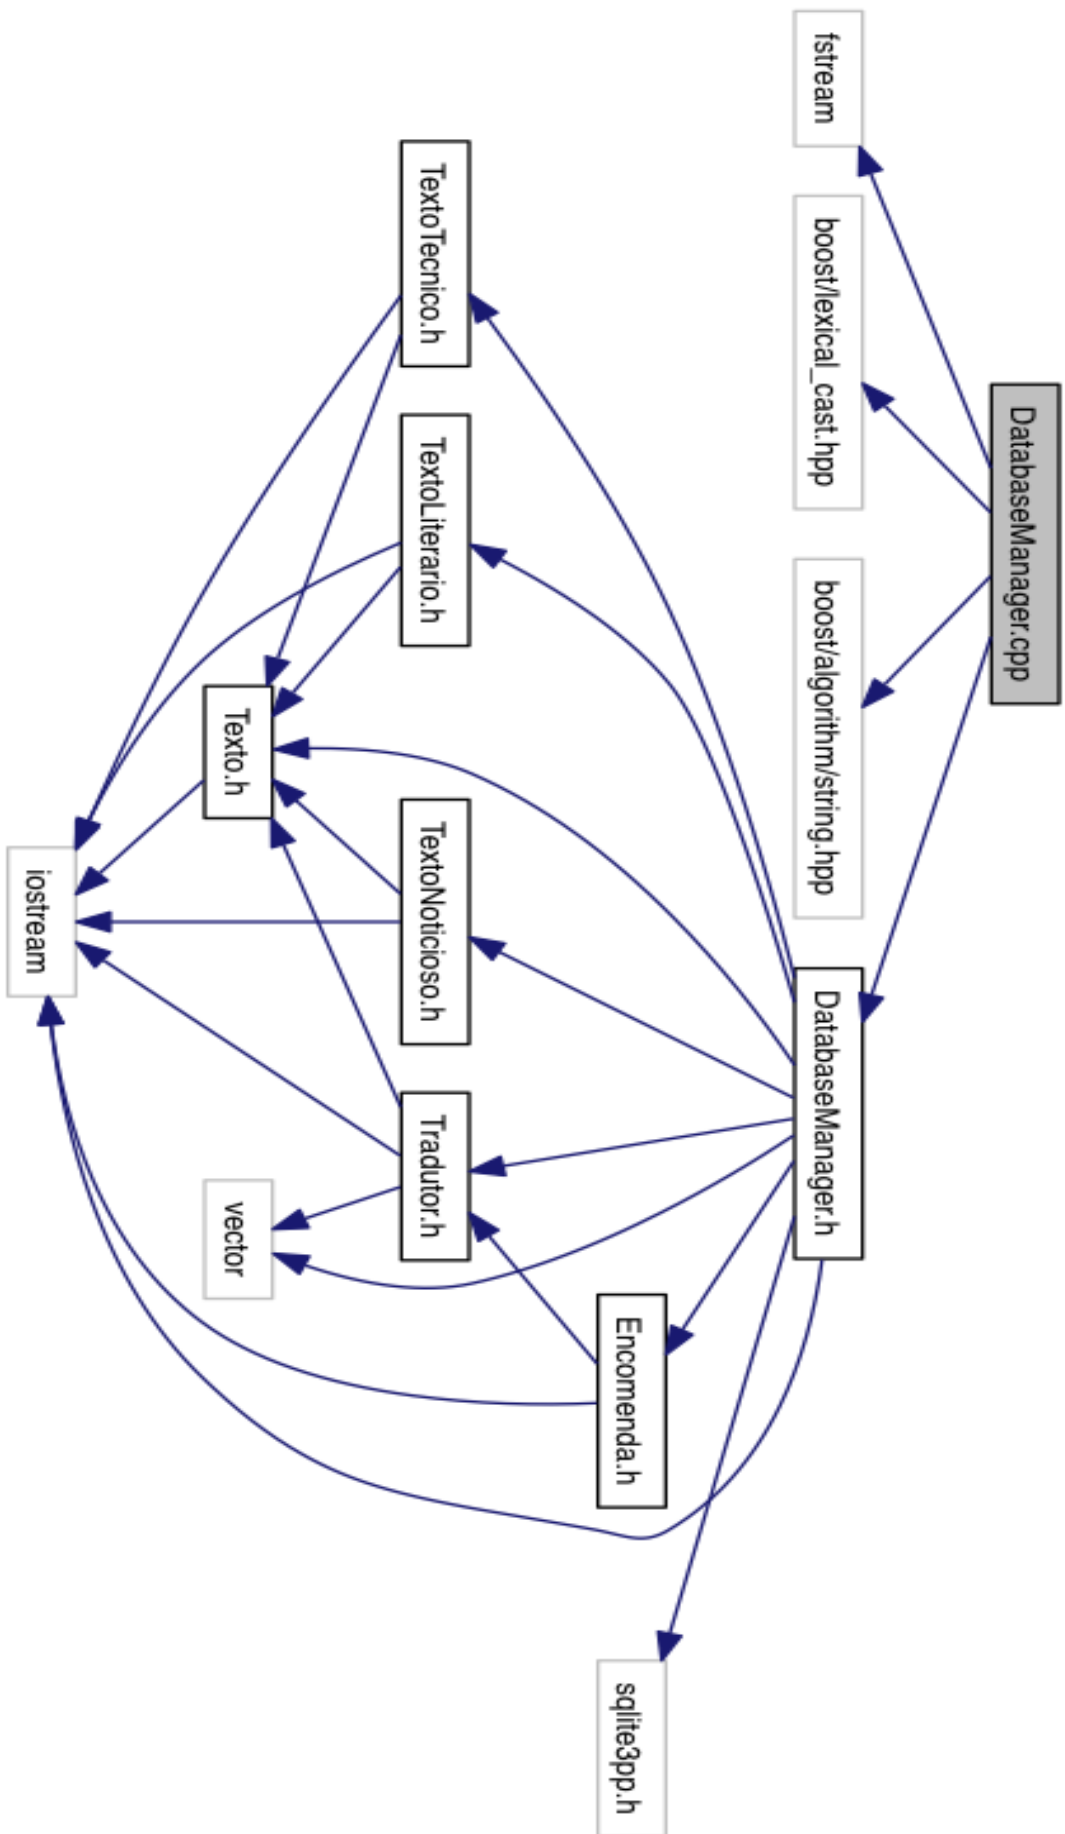 DatabaseManager.cpp
fstream
boost/lexical_cast.hpp
boost/algorithm/string.hpp
DatabaseManager.h
Encomenda.h
sqlite3pp.h
TextoTecnico.h
TextoLiterario.h
TextoNoticioso.h
Tradutor.h
Texto.h
vector
iostream